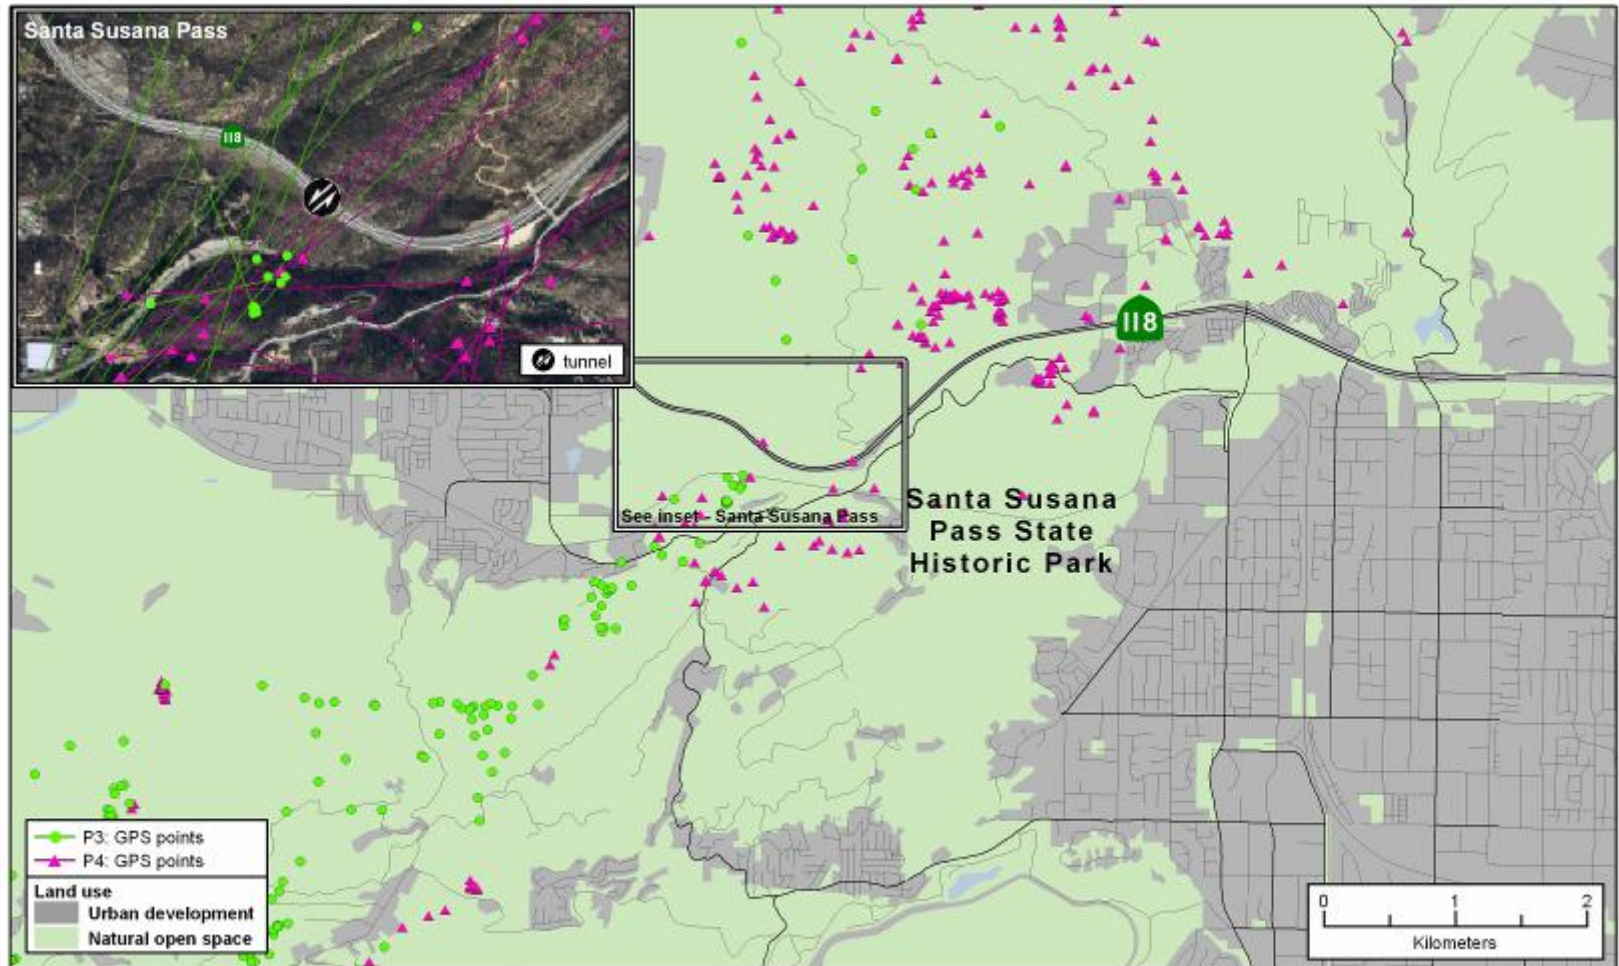 Santa Susana Pass
118
tunnel
118
See inset - Santa Susana Pass
Santa Susana
Pass State
Historic Park
P3: GPS points
P4: GPS points
Land use
Urban development
Natural open space
0 1 2
Kilometers